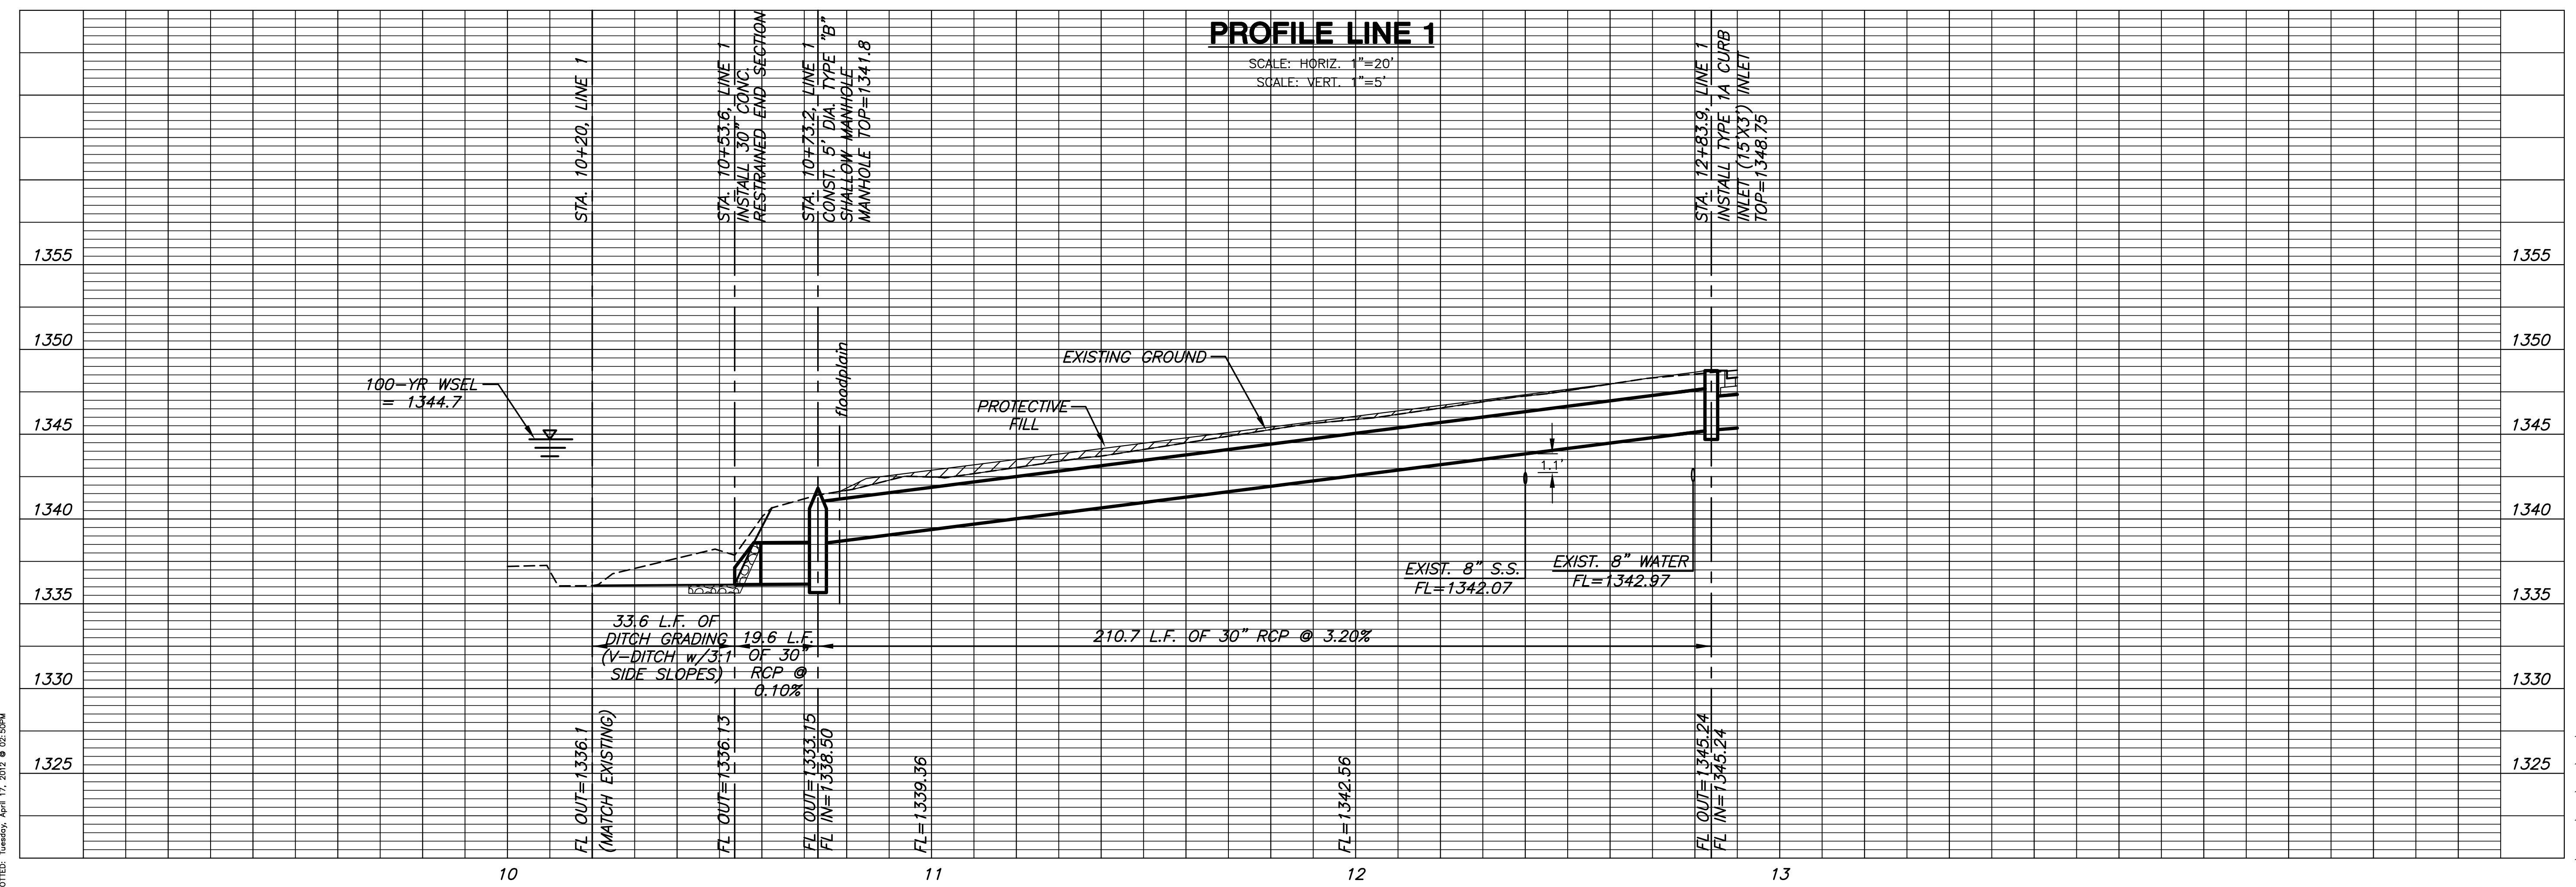 PROFILE LINE 1
SCALE: HORIZ. 1"=20'
SCALE: VERT. 1"=5'
STA. 10+20, LINE 1
STA. 10+53.6, LINE 1
INSTALL 30" CONC.
RESTRAINED END SECTION
STA. 10+73.2, LINE 1
CONST. 5' DIA. TYPE "B"
SHALLOW MANHOLE
MANHOLE TOP=1341.8
STA. 12+83.9, LINE 1
INSTALL TYPE 1A CURB
INLET (15'X3') INLET
TOP=1348.75
1355
1355
1350
1350
1345
1345
1340
1340
1335
1335
1330
1330
1325
1325
100-YR WSEL
= 1344.7
floodplain
EXISTING GROUND
PROTECTIVE
FILL
1.1'
EXIST. 8" S.S.
FL=1342.07
EXIST. 8" WATER
FL=1342.97
33.6 L.F. OF
DITCH GRADING
(V-DITCH w/3:1
SIDE SLOPES)
19.6 L.F.
OF 30"
RCP @
0.10%
210.7 L.F. OF 30" RCP @ 3.20%
FL OUT=1336.1
(MATCH EXISTING)
FL OUT=1336.13
FL OUT=1333.15
FL IN=1338.50
FL=1339.36
FL=1342.56
FL OUT=1345.24
FL IN=1345.24
10
11
12
13
OTTED: Tuesday, April 17, 2012 @ 02:50PM